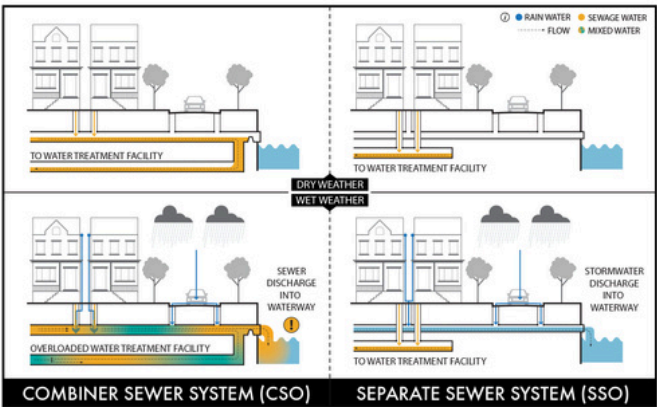 RAIN WATER
SEWAGE WATER
FLOW
MIXED WATER
TO WATER TREATMENT FACILITY
TO WATER TREATMENT FACILITY
DRY WEATHER
WET WEATHER
SEWER
DISCHARGE
INTO
WATERWAY
!
OVERLOADED WATER TREATMENT FACILITY
STORMWATER
DISCHARGE
INTO
WATERWAY
TO WATER TREATMENT FACILITY
COMBINER SEWER SYSTEM (CSO)
SEPARATE SEWER SYSTEM (SSO)